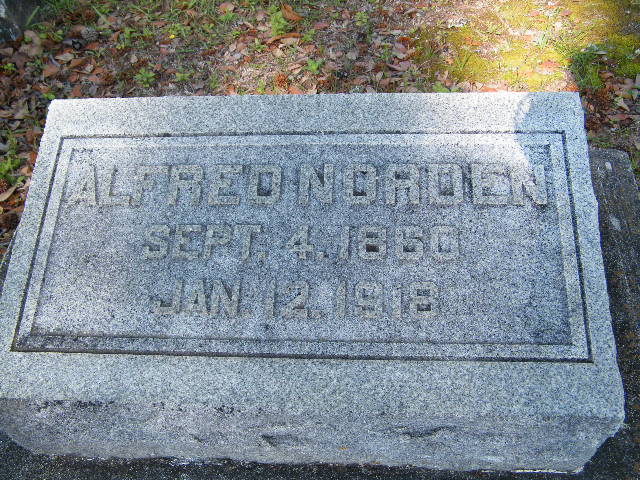 ALFRED NORDEN
SEPT. 4. 1860
JAN. 12. 1918